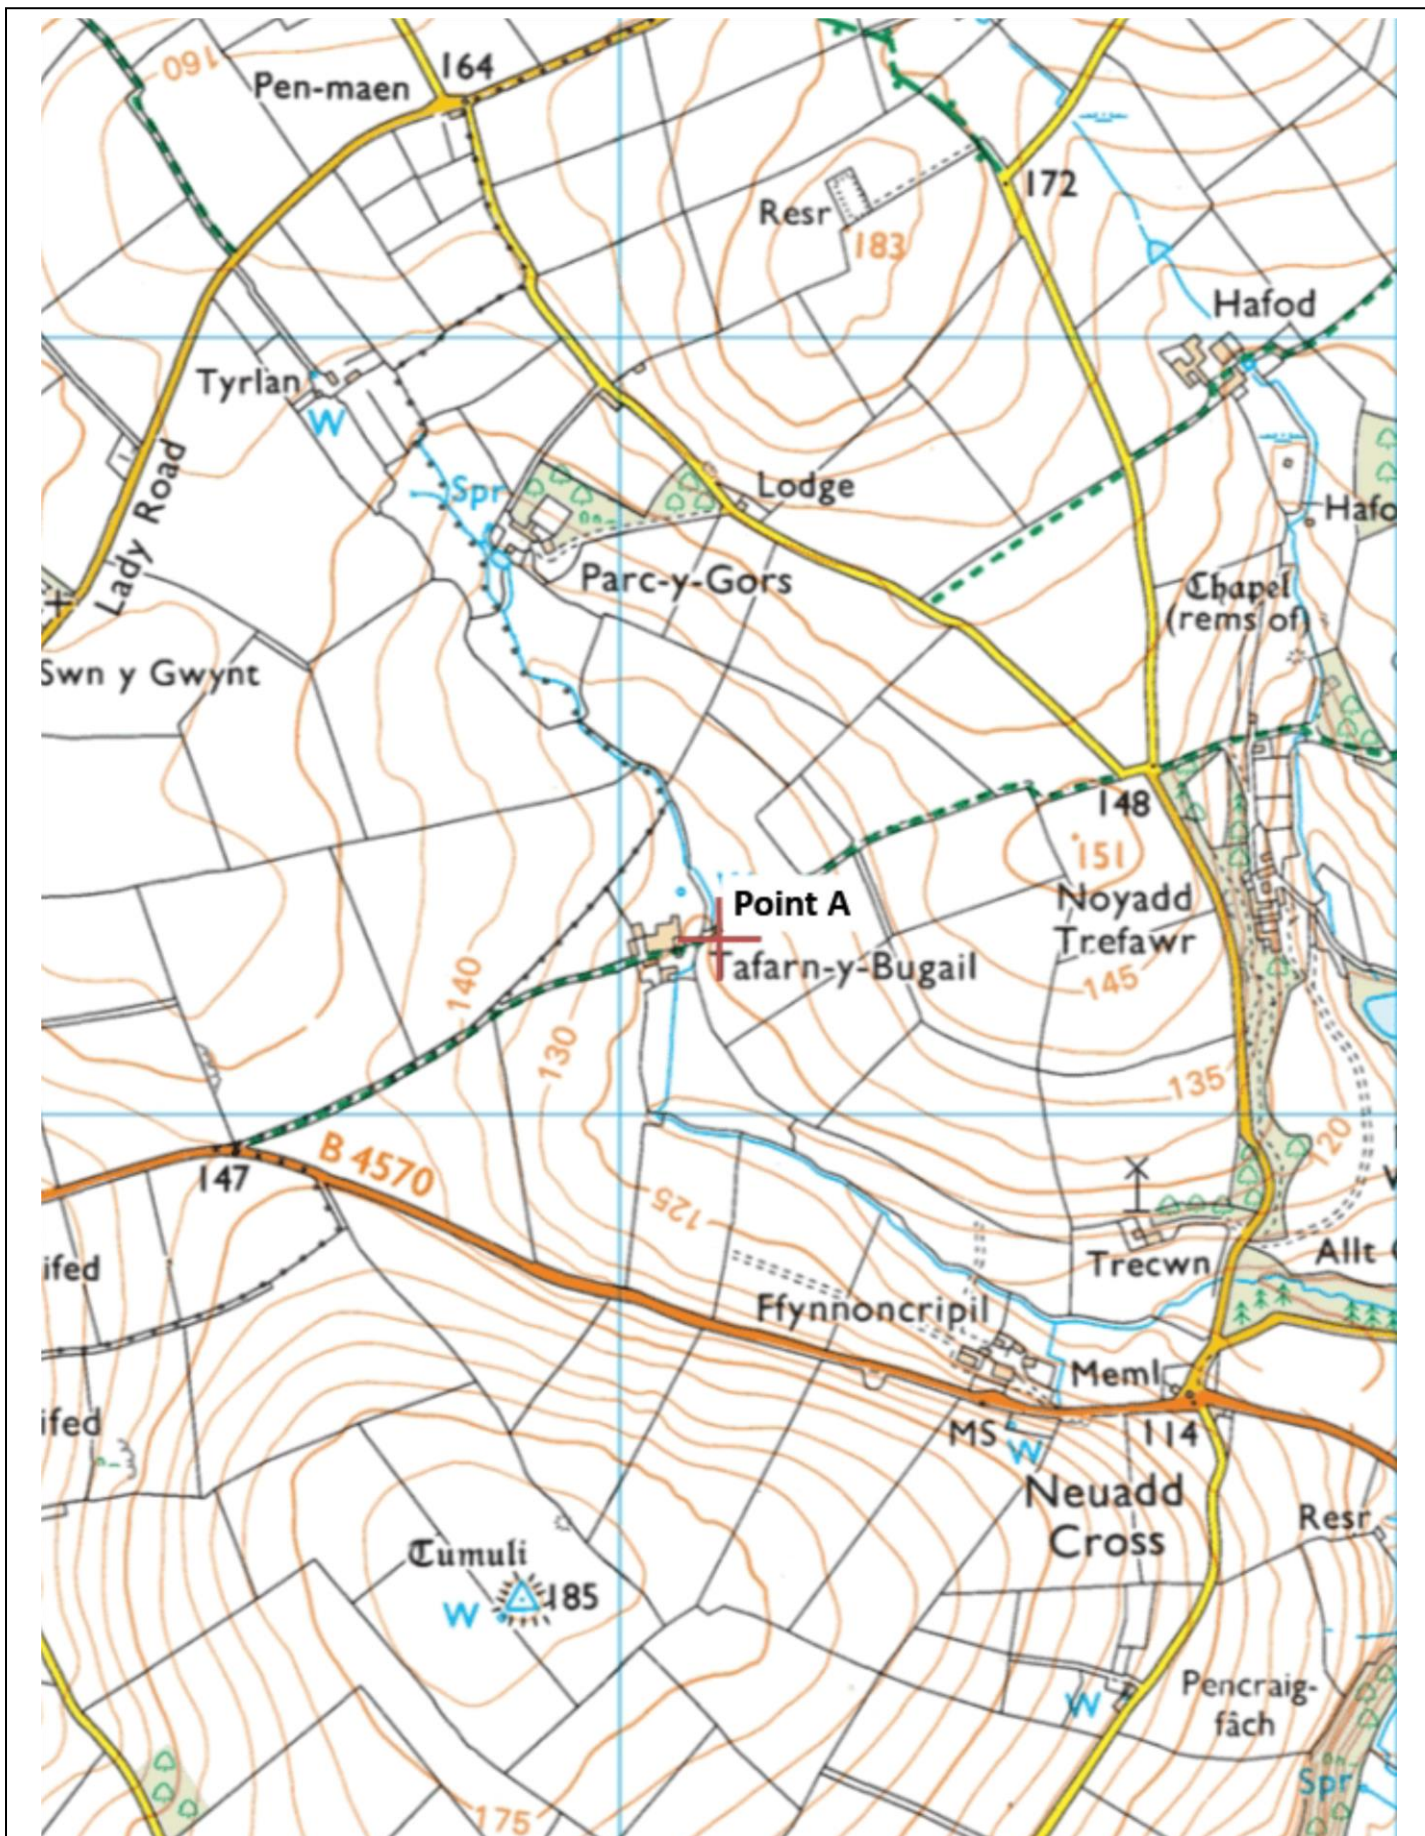 160
Pen-maen
164
172
Resr
183
Hafod
Tyrlan
W
Lady Road
Spr
Lodge
Hafo
Parc-y-Gors
Chapel
(rems of)
Swn y Gwynt
148
151
Point A
Noyadd
Trefawr
Tafarn-y-Bugail
140
145
130
135
B 4570
147
120
125
ifed
Trecwn
Allt
Ffynnoncripil
Meml
ifed
MS
W
114
Neuadd
Cross
Resr
Tumuli
W
185
Pencraig-
fâch
W
Spr
175